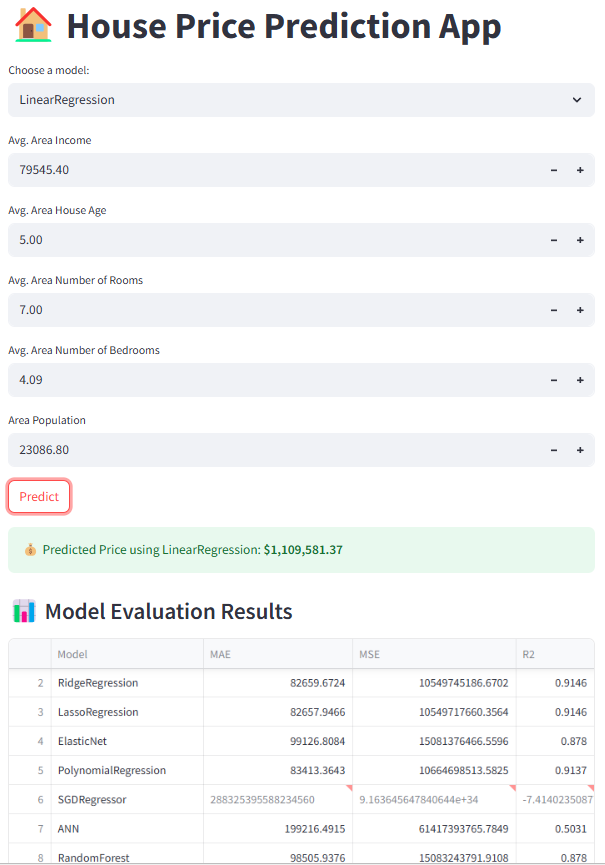 House Price Prediction App
Choose a model:
LinearRegression
Avg. Area Income
79545.40 - +
Avg. Area House Age
5.00 - +
Avg. Area Number of Rooms
7.00 - +
Avg. Area Number of Bedrooms
4.09 - +
Area Population
23086.80 - +
Predict
Predicted Price using LinearRegression: $1,109,581.37
Model Evaluation Results
Model MAE MSE R2
2 RidgeRegression 82659.6724 10549745186.6702 0.9146
3 LassoRegression 82657.9466 10549717660.3564 0.9146
4 ElasticNet 99126.8084 15081376466.5596 0.878
5 PolynomialRegression 83413.3643 10664698513.5825 0.9137
6 SGDRegressor 288325395588234560 9.163645647840644e+34 -7.4140235087
7 ANN 199216.4915 61417393765.7849 0.5031
8 RandomForest 98505.9376 15083243791.9108 0.878